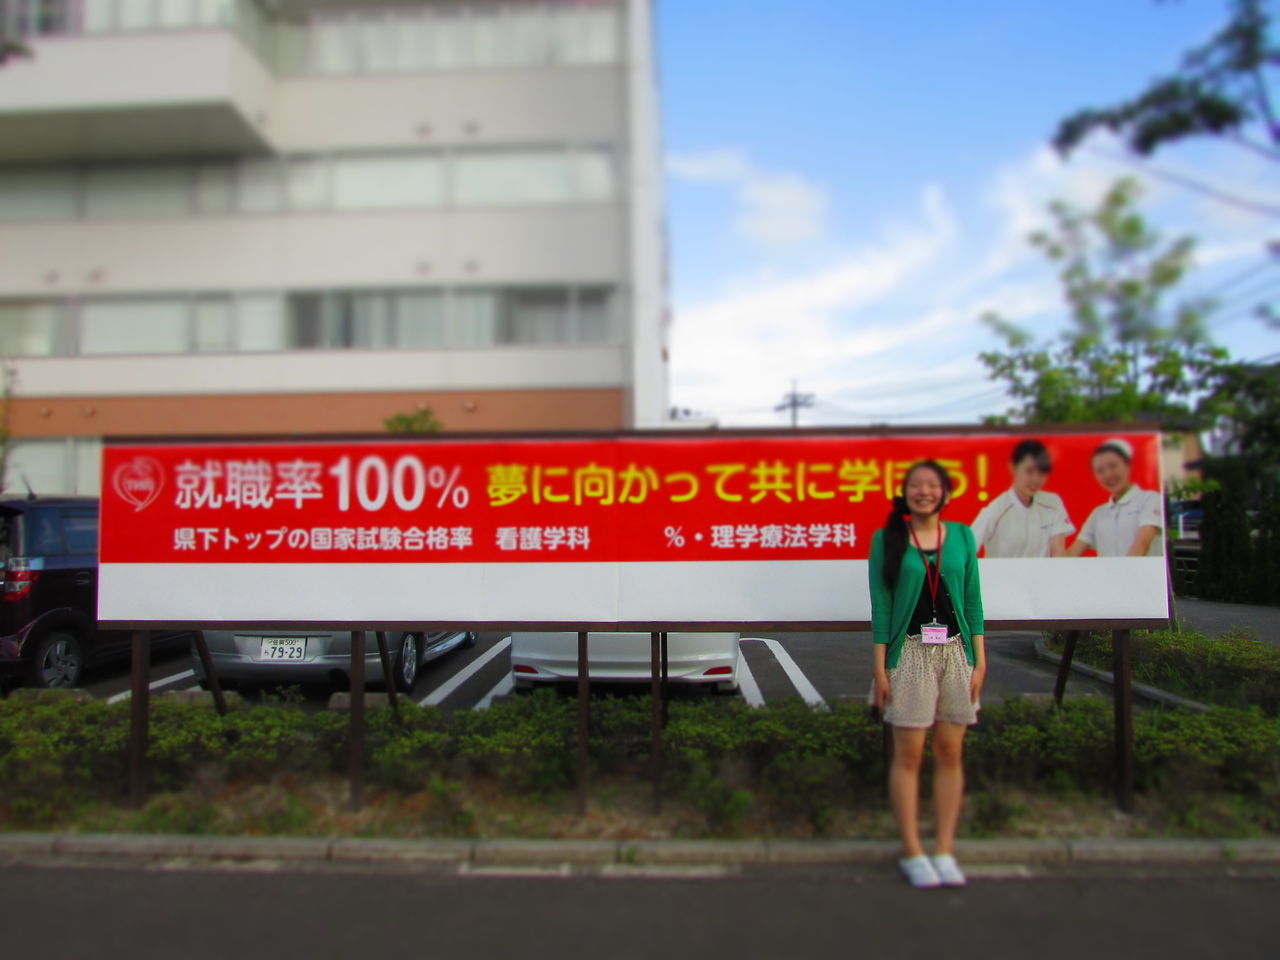 就職率100% 夢に向かって共に学ぼう!
県下トップの国家試験合格率 看護学科 %・理学療法学科
79-29